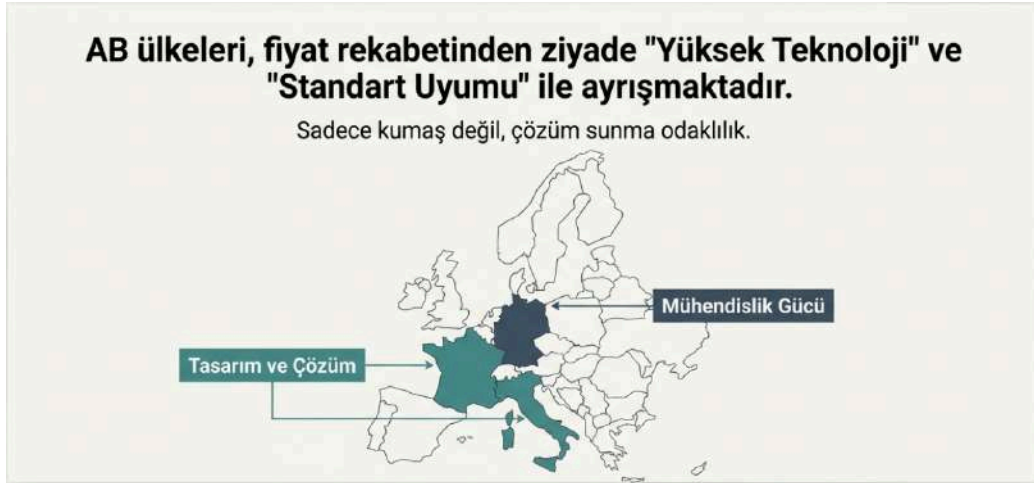 AB ülkeleri, fiyat rekabetinden ziyade "Yüksek Teknoloji" ve
"Standart Uyumu" ile ayrışmaktadır.
Sadece kumaş değil, çözüm sunma odaklılık.
Mühendislik Gücü
Tasarım ve Çözüm